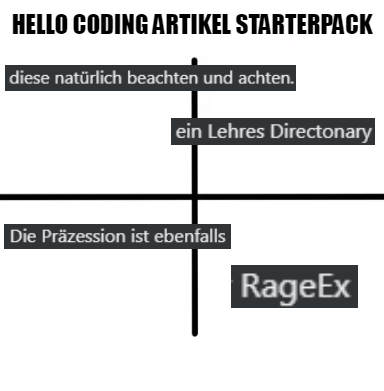 HELLO CODING ARTIKEL STARTERPACK
diese natürlich beachten und achten.
ein Lehres Directonary
Die Präzession ist ebenfalls
RageEx